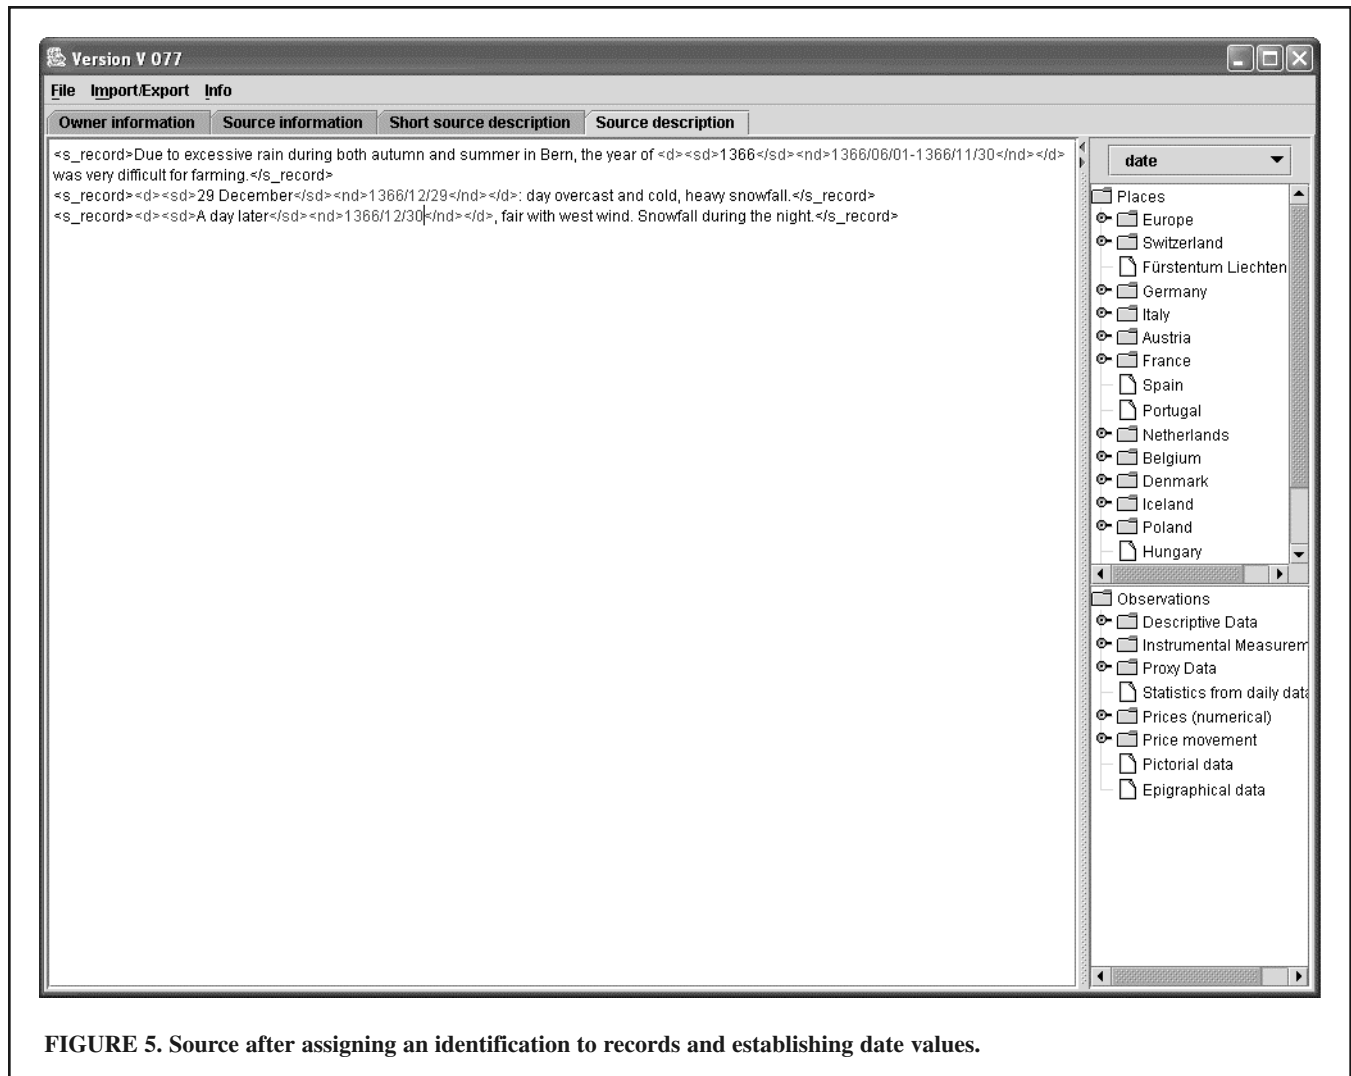 Version V 077
File Import/Export Info
Owner information Source information Short source description Source description
<s_record>Due to excessive rain during both autumn and summer in Bern, the year of <d><sd>1366</sd><nd>1366/06/01-1366/11/30</nd></d>
was very difficult for farming.</s_record>
<s_record><d><sd>29 December</sd><nd>1366/12/29</nd></d>: day overcast and cold, heavy snowfall.</s_record>
<s_record><d><sd>A day later</sd><nd>1366/12/30</nd></d>, fair with west wind. Snowfall during the night.</s_record>
date
Places
Europe
Switzerland
Fürstentum Liechten
Germany
Italy
Austria
France
Spain
Portugal
Netherlands
Belgium
Denmark
Iceland
Poland
Hungary
Observations
Descriptive Data
Instrumental Measurem
Proxy Data
Statistics from daily data
Prices (numerical)
Price movement
Pictorial data
Epigraphical data
FIGURE 5. Source after assigning an identification to records and establishing date values.